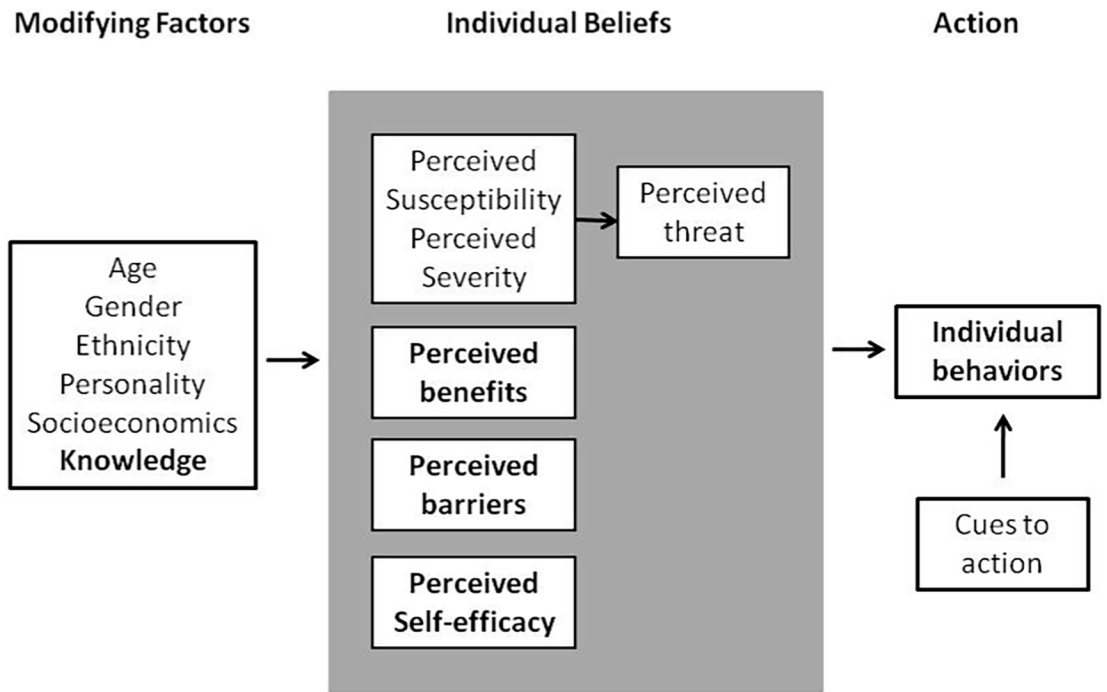 Modifying Factors
Individual Beliefs
Action
Age
Gender
Ethnicity
Personality
Socioeconomics
Knowledge
Perceived
Susceptibility
Perceived
Severity
Perceived
threat
Perceived
benefits
Perceived
barriers
Perceived
Self-efficacy
Individual
behaviors
Cues to
action